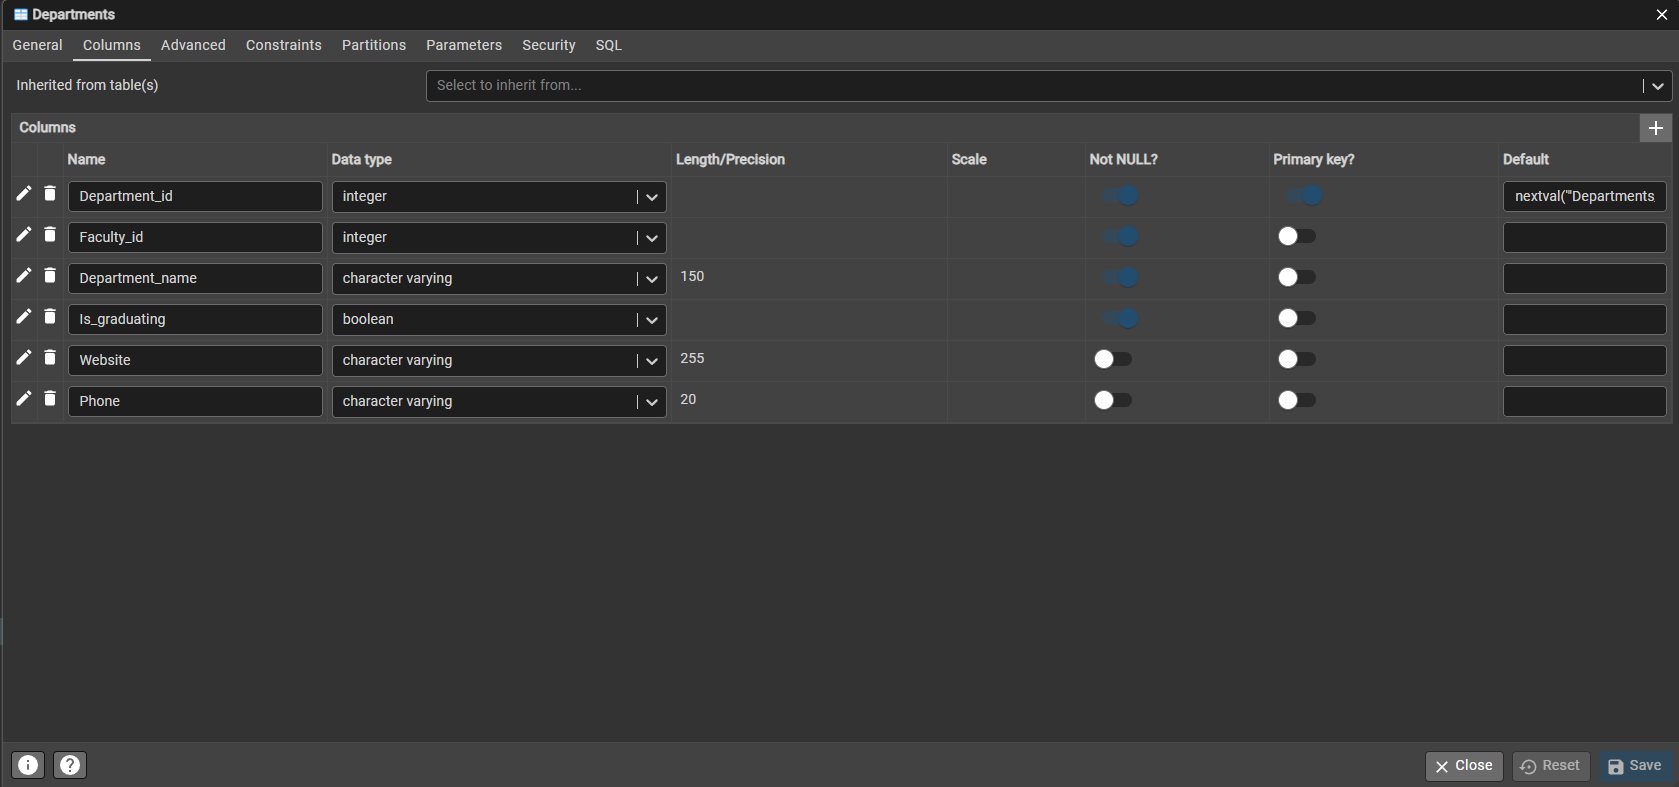 Departments
General Columns Advanced Constraints Partitions Parameters Security SQL
Inherited from table(s) Select to inherit from...
Columns
Name Data type Length/Precision Scale Not NULL? Primary key? Default
Department_id integer nextval('"Departments_
Faculty_id integer
Department_name character varying 150
Is_graduating boolean
Website character varying 255
Phone character varying 20
Close Reset Save